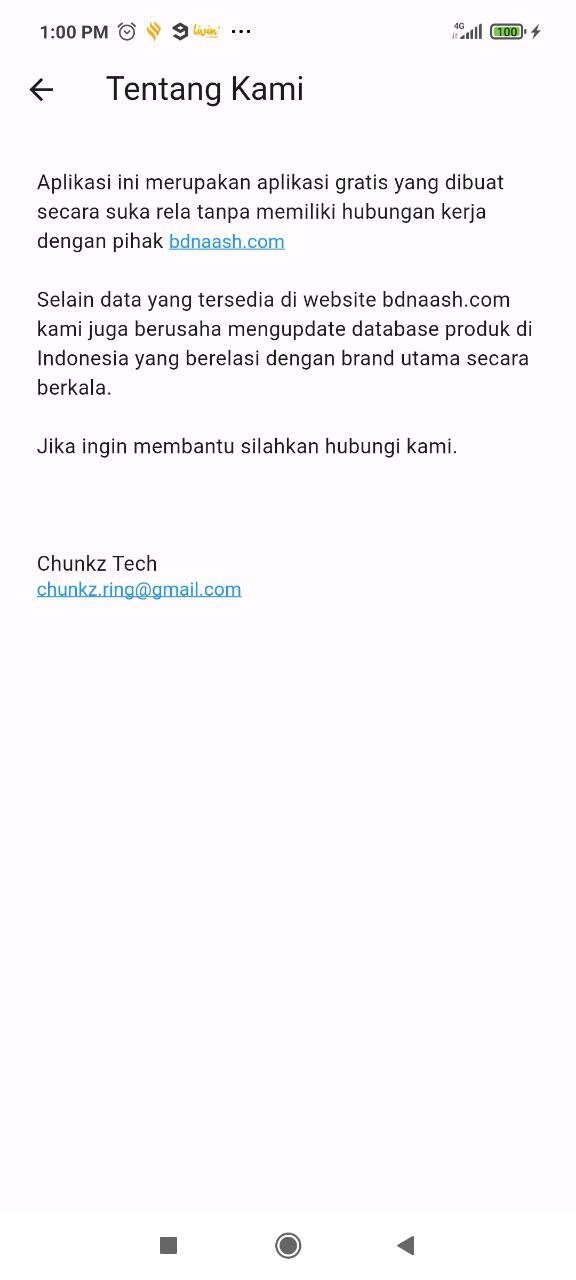 1:00 PM livin' ... 4G 100
Tentang Kami
Aplikasi ini merupakan aplikasi gratis yang dibuat
secara suka rela tanpa memiliki hubungan kerja
dengan pihak bdnaash.com
Selain data yang tersedia di website bdnaash.com
kami juga berusaha mengupdate database produk di
Indonesia yang berelasi dengan brand utama secara
berkala.
Jika ingin membantu silahkan hubungi kami.
Chunkz Tech
chunkz.ring@gmail.com